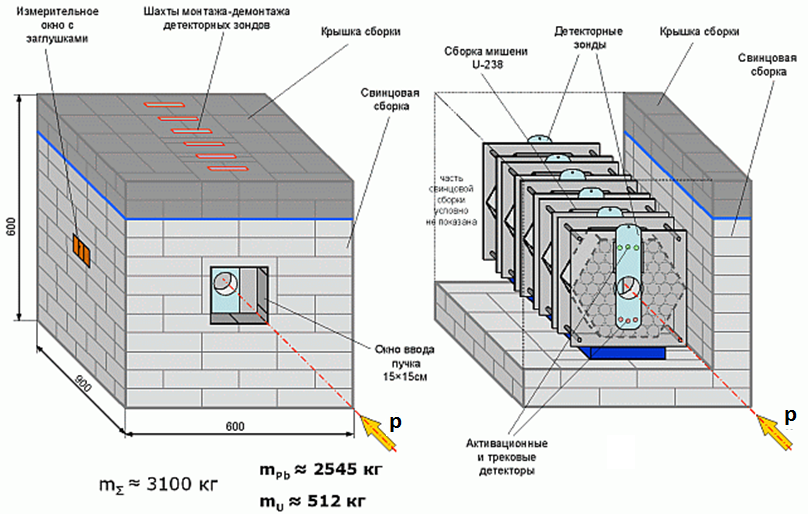 Измерительное
окно с
заглушками
Шахты монтажа-демонтажа
детекторных зондов
Крышка сборки
Свинцовая
сборка
600
900
600
Окно ввода
пучка
15×15см
p
m∑ ≈ 3100 кг
mPb ≈ 2545 кг
mU ≈ 512 кг
Сборка мишени
U-238
Детекторные
зонды
Крышка сборки
Свинцовая
сборка
часть
свинцовой
сборки
условно
не показана
Активационные
и трековые
детекторы
p